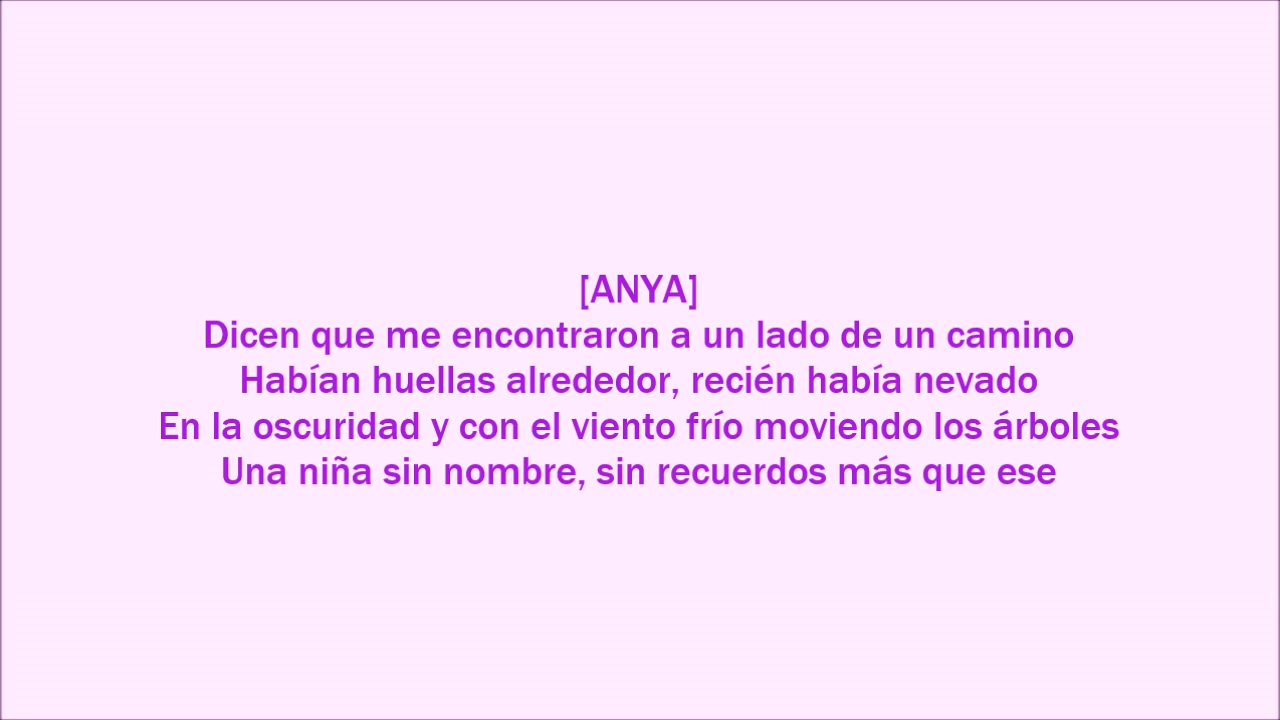 [ANYA]
Dicen que me encontraron a un lado de un camino
Habían huellas alrededor, recién había nevado
En la oscuridad y con el viento frío moviendo los árboles
Una niña sin nombre, sin recuerdos más que ese